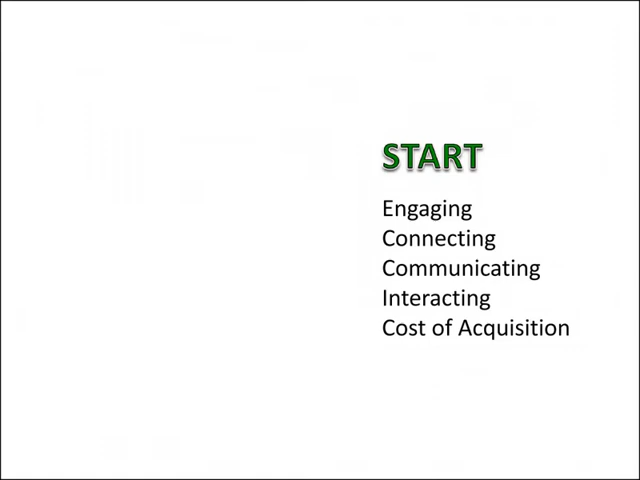 START
Engaging
Connecting
Communicating
Interacting
Cost of Acquisition